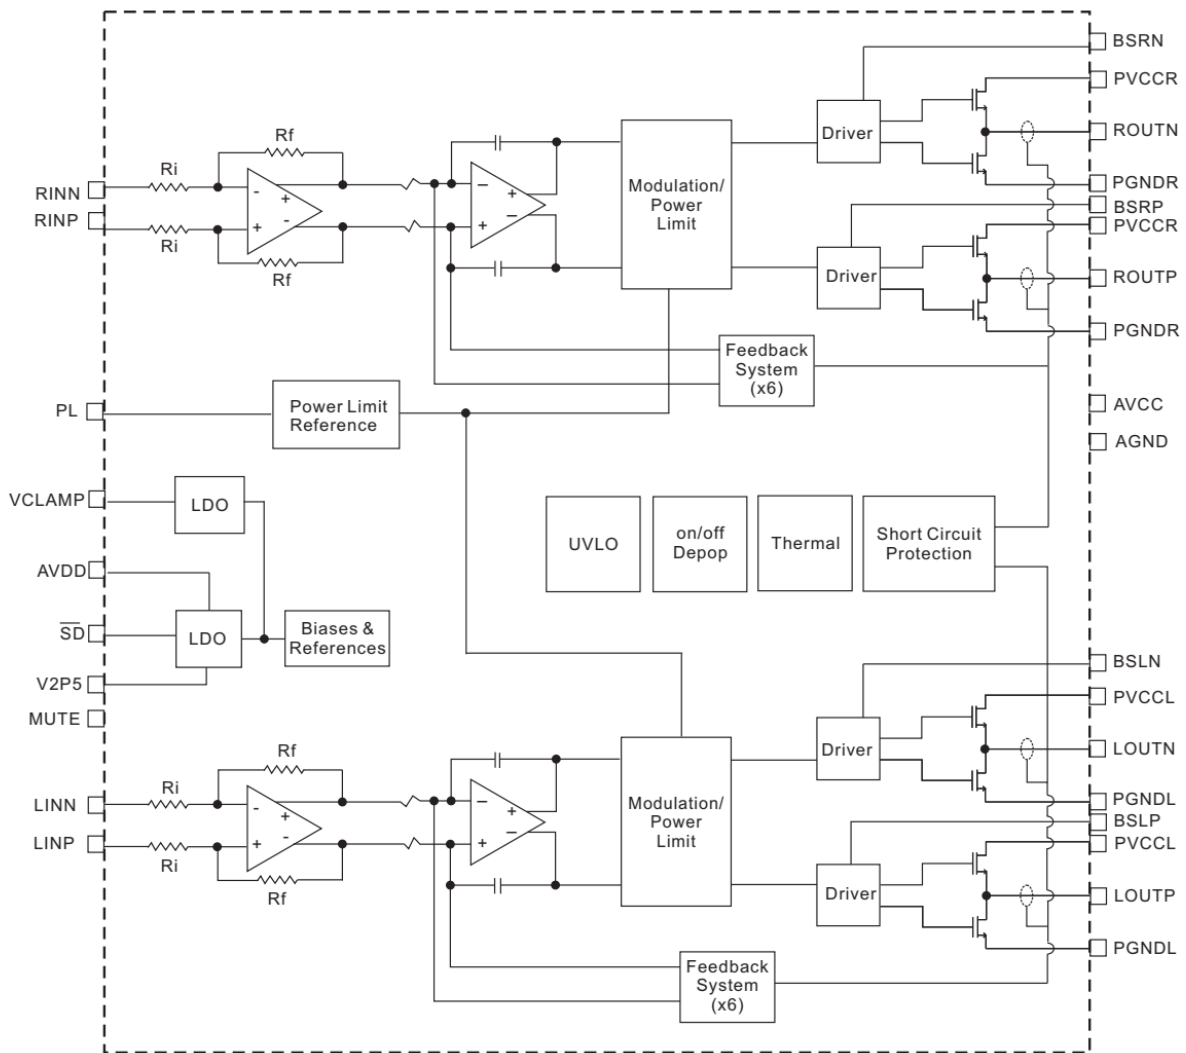 BSRN
PVCCR
Rf
Driver
ROUTN
Ri
RINN
-
+
−
+
Modulation/
Power
Limit
PGNDR
BSRP
RINP
+
-
+
−
PVCCR
Ri
Rf
Driver
ROUTP
PGNDR
Feedback
System
(x6)
PL
Power Limit
Reference
AVCC
AGND
VCLAMP
LDO
UVLO
on/off
Depop
Thermal
Short Circuit
Protection
AVDD
SD
LDO
Biases &
References
V2P5
MUTE
BSLN
PVCCL
Rf
Driver
LOUTN
Ri
LINN
-
+
−
+
Modulation/
Power
Limit
PGNDL
BSLP
LINP
+
-
+
−
PVCCL
Ri
Rf
Driver
LOUTP
PGNDL
Feedback
System
(x6)